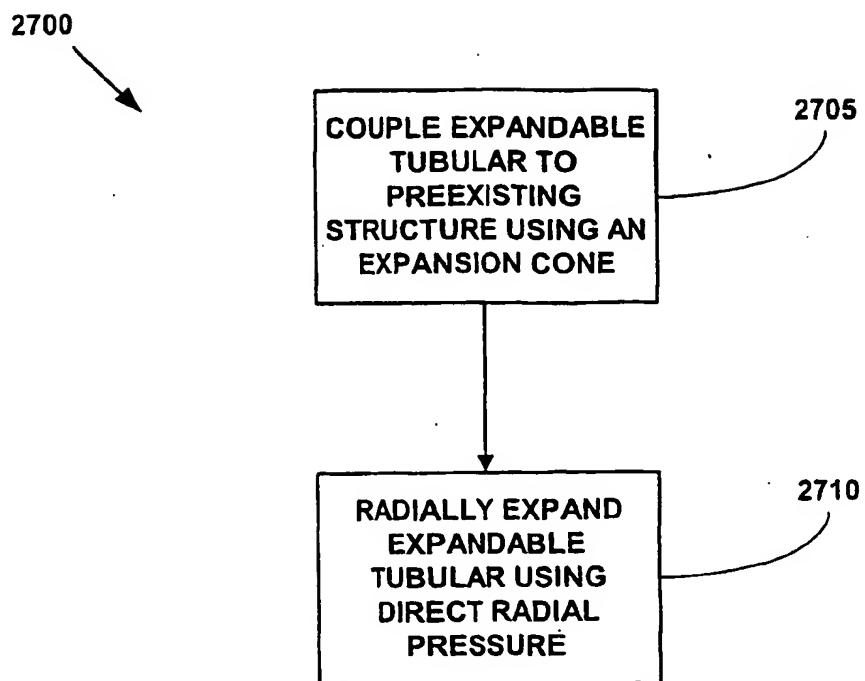 2700
COUPLE EXPANDABLE
TUBULAR TO
PREEXISTING
STRUCTURE USING AN
EXPANSION CONE
2705
RADIALLY EXPAND
EXPANDABLE
TUBULAR USING
DIRECT RADIAL
PRESSURE
2710